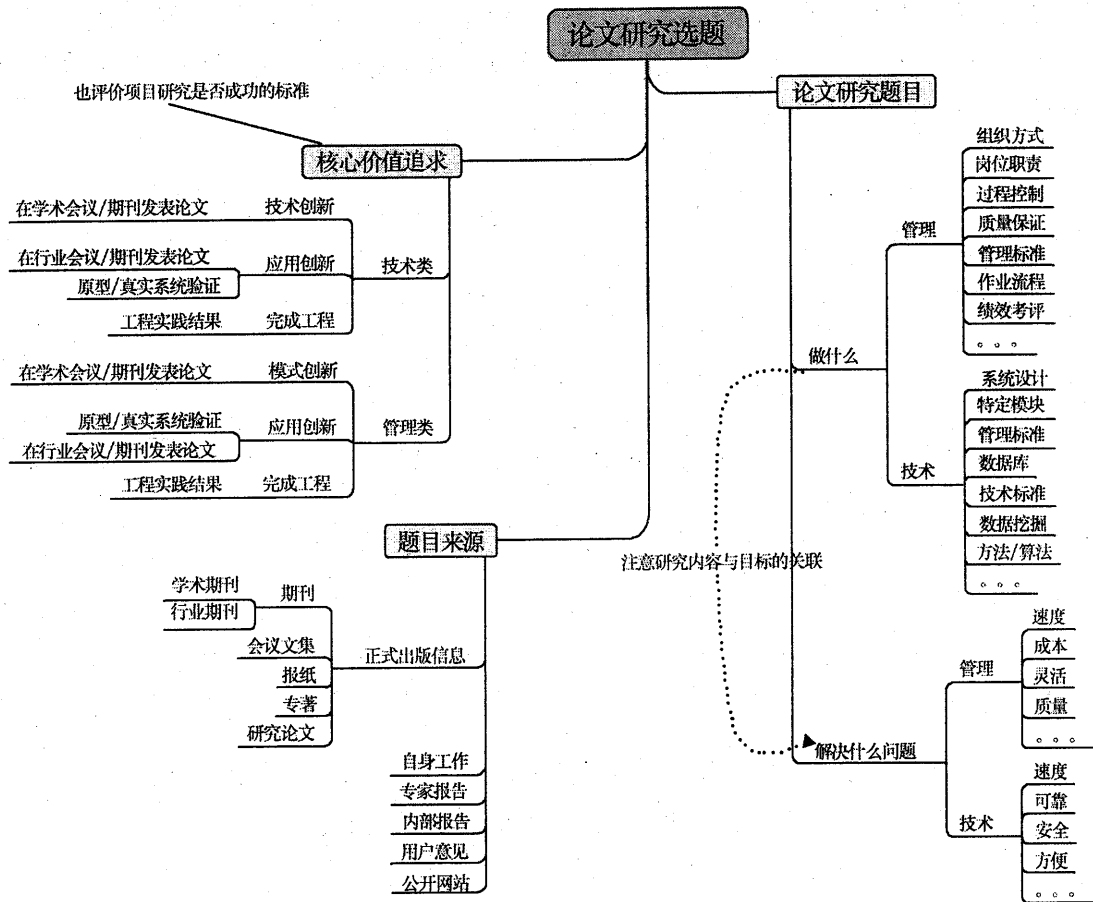 论文研究选题
也评价项目研究是否成功的标准
核心价值追求
在学术会议/期刊发表论文
技术创新
在行业会议/期刊发表论文
原型/真实系统验证
应用创新
技术类
工程实践结果
完成工程
在学术会议/期刊发表论文
模式创新
原型/真实系统验证
在行业会议/期刊发表论文
应用创新
管理类
工程实践结果
完成工程
题目来源
学术期刊
行业期刊
期刊
会议文集
报纸
专著
研究论文
正式出版信息
自身工作
专家报告
内部报告
用户意见
公开网站
论文研究题目
做什么
管理
组织方式
岗位职责
过程控制
质量保证
管理标准
作业流程
绩效考评
。。。
技术
系统设计
特定模块
管理标准
数据库
技术标准
数据挖掘
方法/算法
。。。
注意研究内容与目标的关联
解决什么问题
管理
速度
成本
灵活
质量
。。。
技术
速度
可靠
安全
方便
。。。